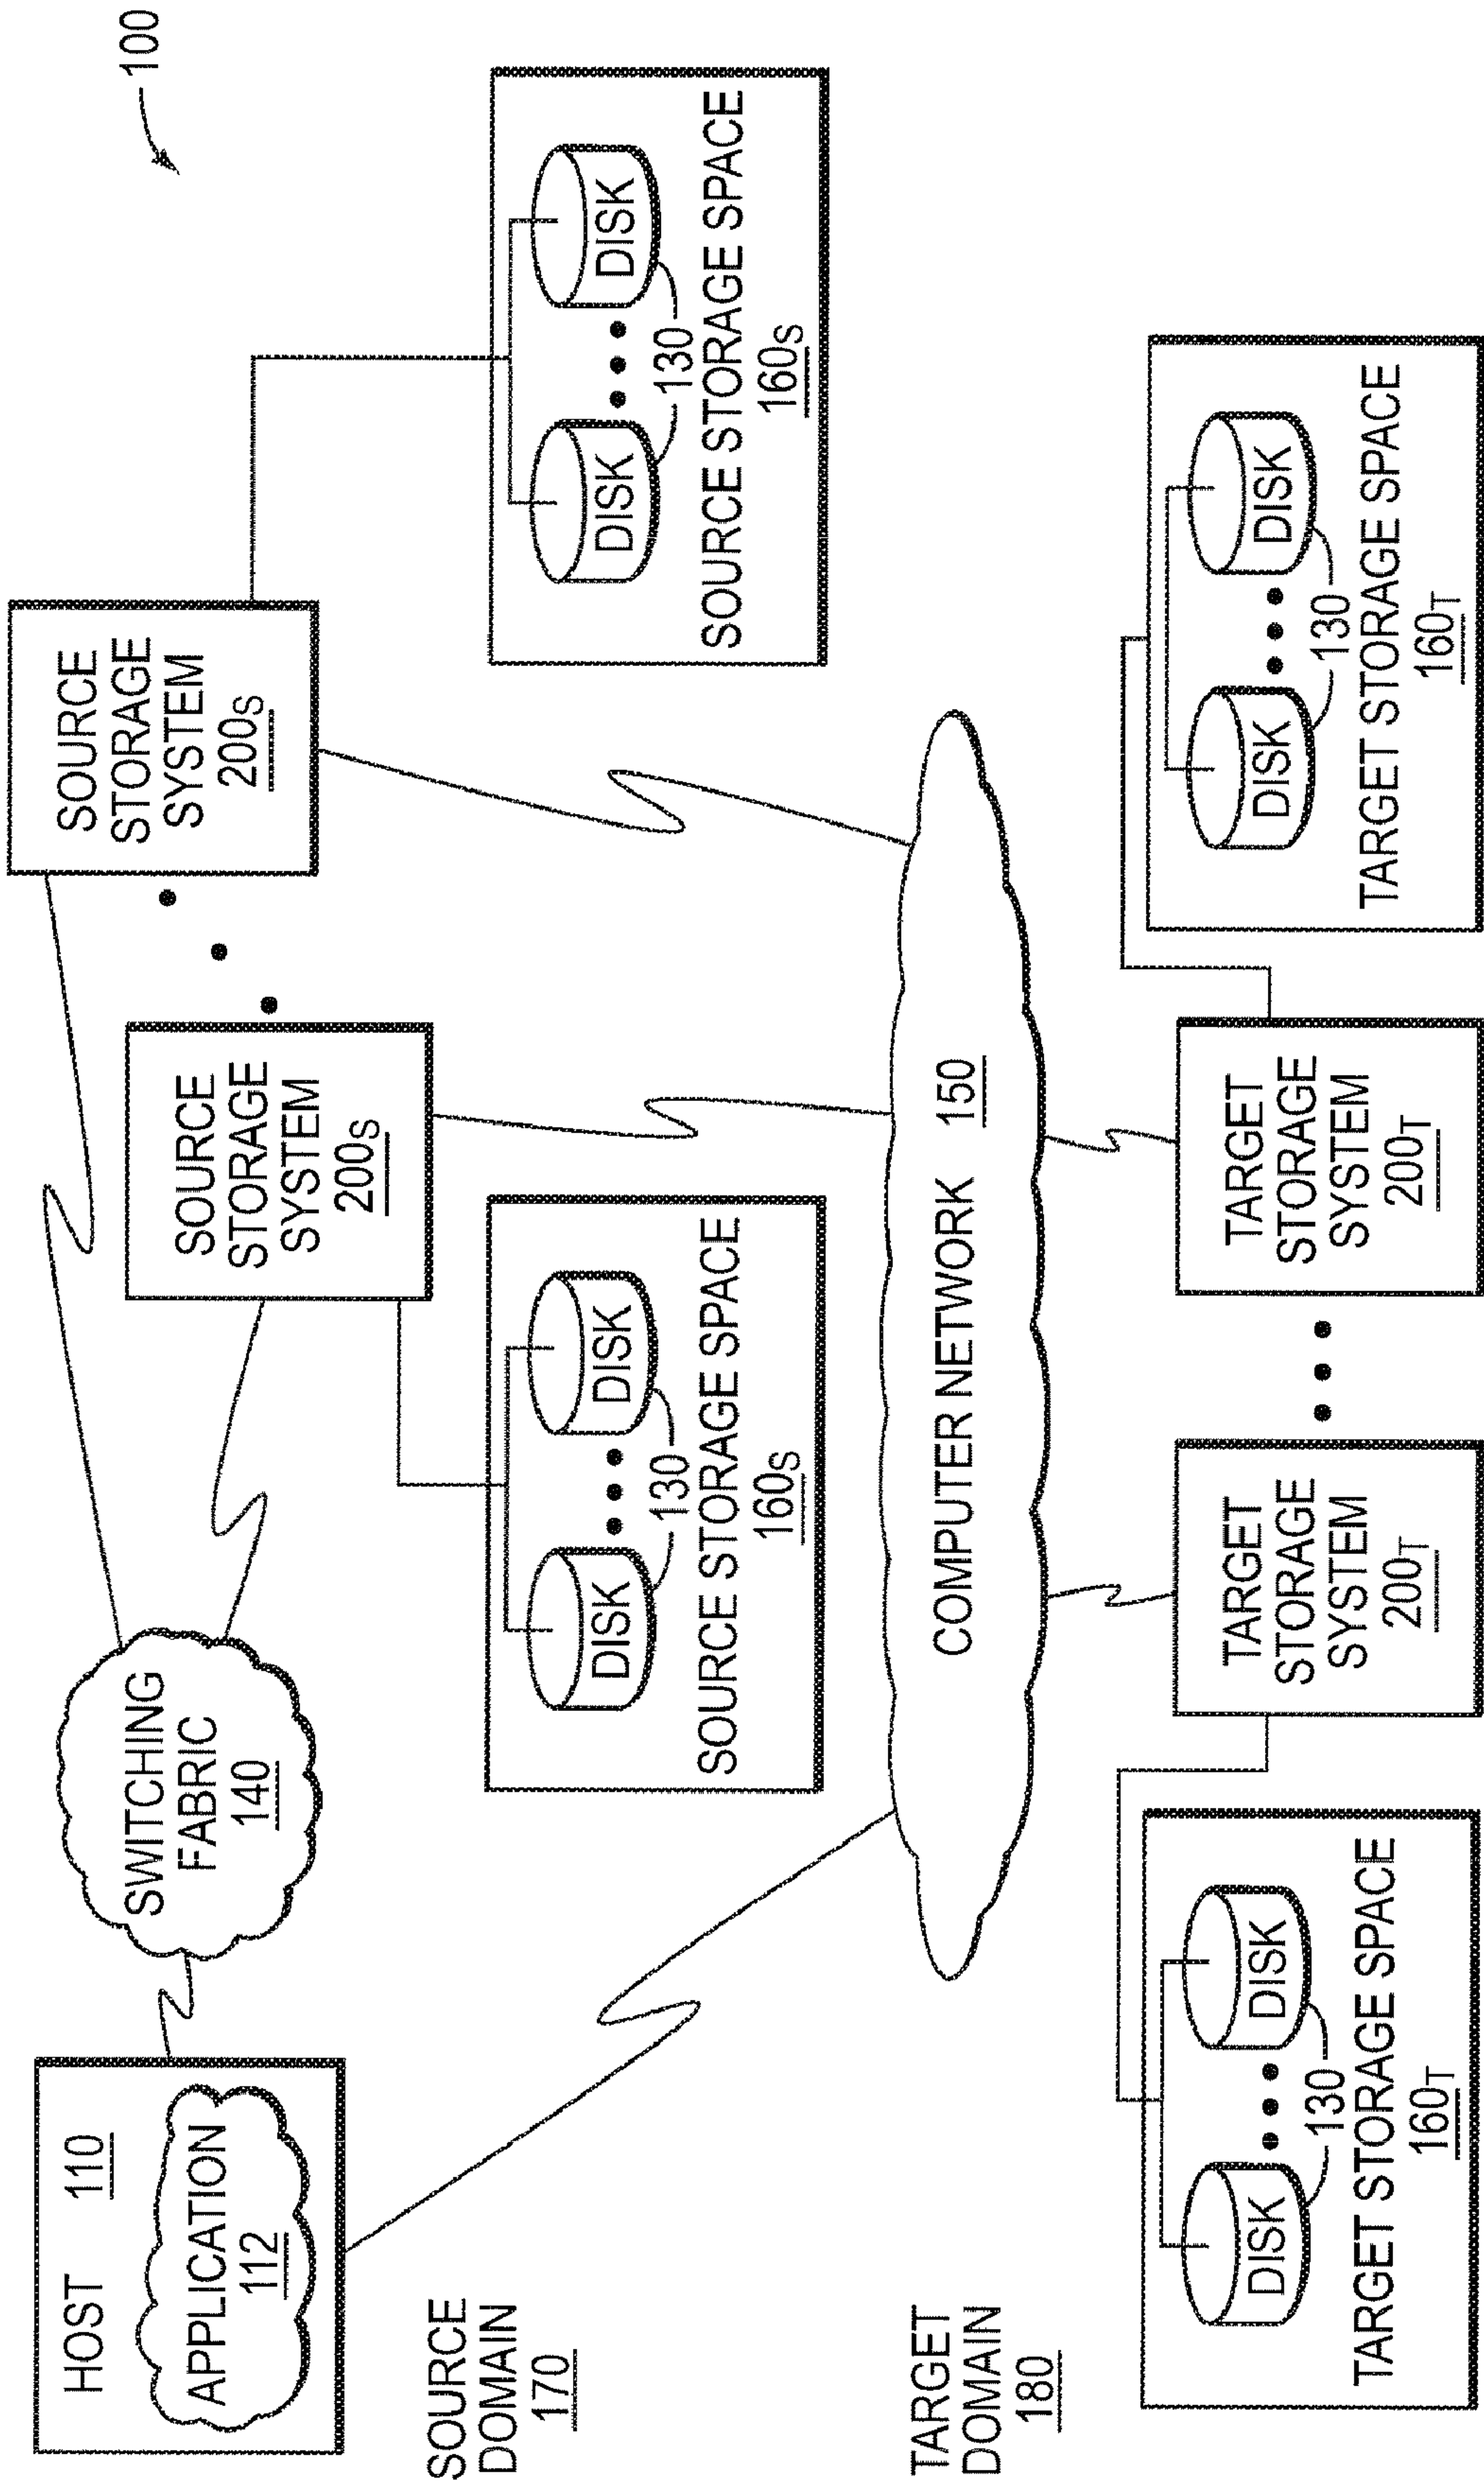 100
HOST 110
APPLICATION
112
SWITCHING
FABRIC
140
SOURCE
STORAGE
SYSTEM
200S
SOURCE
STORAGE
SYSTEM
200S
SOURCE
DOMAIN
170
DISK
DISK
130
SOURCE STORAGE SPACE
160S
DISK
DISK
130
SOURCE STORAGE SPACE
160S
COMPUTER NETWORK 150
TARGET
DOMAIN
180
DISK
DISK
130
TARGET STORAGE SPACE
160T
TARGET
STORAGE
SYSTEM
200T
TARGET
STORAGE
SYSTEM
200T
DISK
DISK
130
TARGET STORAGE SPACE
160T